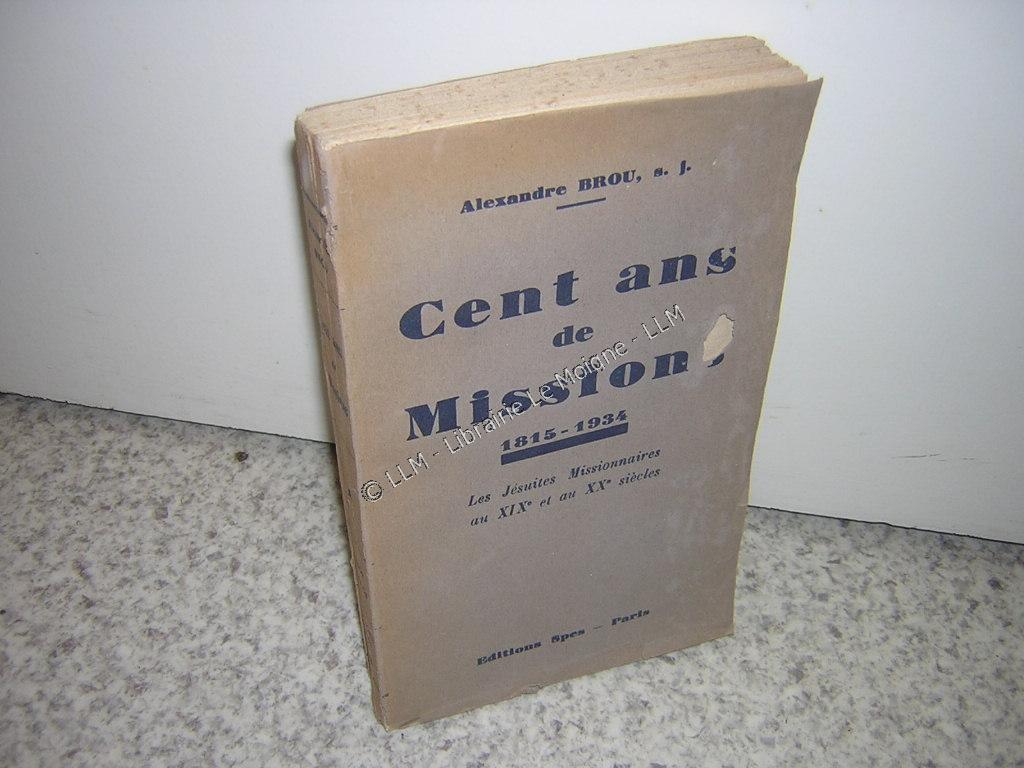 Alexandre BROU, s. j.
Cent ans
de
Mission,
1815-1934
Les Jésuites Missionnaires
au XIXe et au XXe siècles
Editions Spes - Paris
© LLM - Librairie Le Moigne - LLM